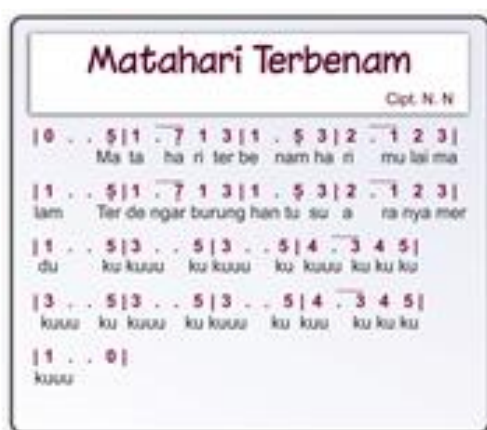 Matahari Terbenam
Cipt. N. N
|0 . . 5̣|1 . 7̣ 1 3|1 . 5̣ 3|2 . 1 2 3|
Ma ta ha ri ter be nam ha ri mu lai ma
|1 . . 5̣|1 . 7̣ 1 3|1 . 5̣ 3|2 . 1 2 3|
lam Ter de ngar burung han tu su a ra nya mer
|1 . . 5|3 . . 5|3 . . 5|4 . 3 4 5|
du ku kuuu ku kuuu ku kuuu ku ku ku
|3 . . 5|3 . . 5|3 . . 5|4 . 3 4 5|
kuuu ku kuuu ku kuuu ku kuu ku ku ku
|1 . . 0|
kuuu